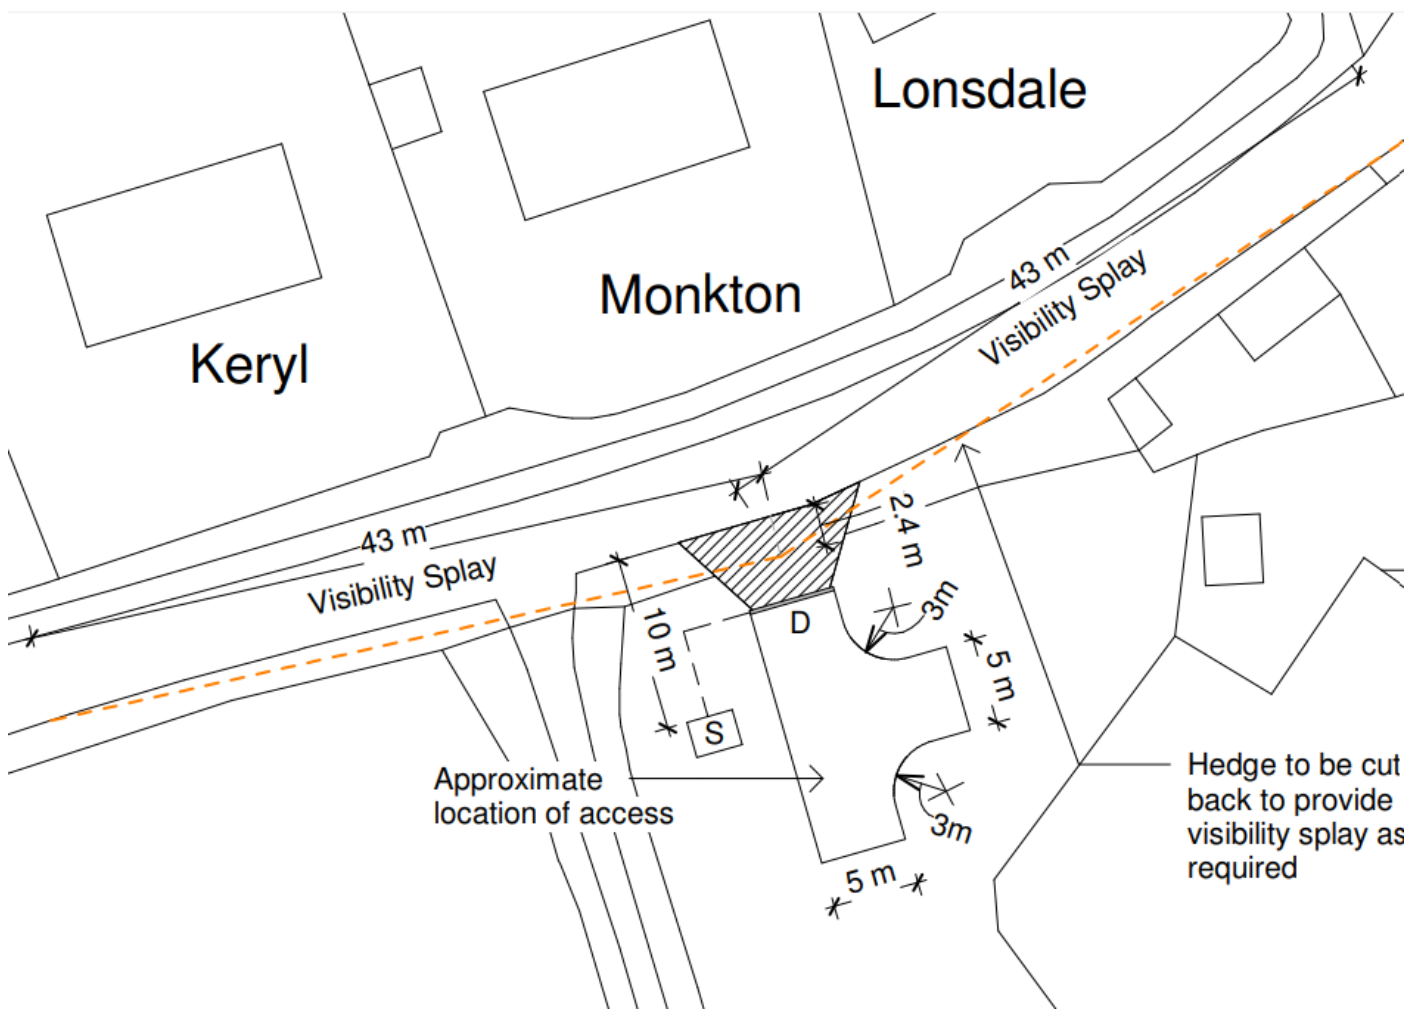 Lonsdale
Monkton
Keryl
43 m
Visibility Splay
43 m
Visibility Splay
2.4 m
10 m
D
3m
5 m
S
Approximate
location of access
3m
5 m
Hedge to be cut
back to provide
visibility splay as
required